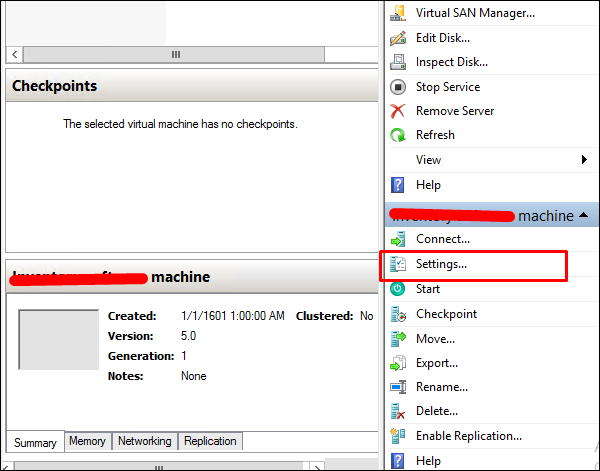 Checkpoints
The selected virtual machine has no checkpoints.
machine
Created: 1/1/1601 1:00:00 AM Clustered: No
Version: 5.0
Generation: 1
Notes: None
Summary Memory Networking Replication
Virtual SAN Manager...
Edit Disk...
Inspect Disk...
Stop Service
Remove Server
Refresh
View
Help
machine
Connect...
Settings...
Start
Checkpoint
Move...
Export...
Rename...
Delete...
Enable Replication...
Help